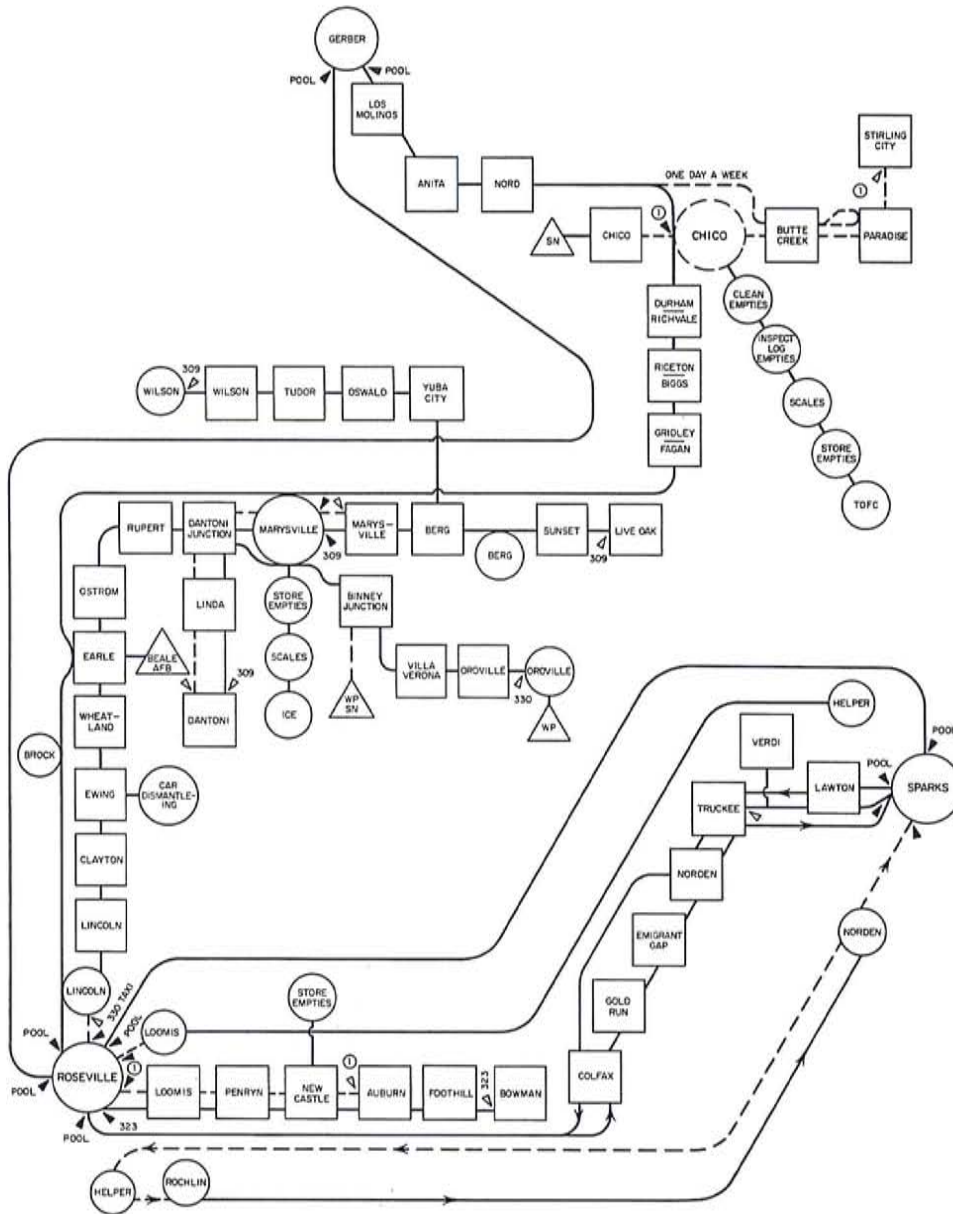 GERBER
POOL
POOL
LOS
MOLINOS
STIRLING
CITY
ANITA
NORD
ONE DAY A WEEK
1
SN
CHICO
1
CHICO
BUTTE
CREEK
PARADISE
CLEAN
EMPTIES
DURHAM
RICHVALE
INSPECT
LOG
EMPTIES
RICETON
BIGGS
SCALES
GRIDLEY
FAGAN
STORE
EMPTIES
TOFC
WILSON
309
WILSON
TUDOR
OSWALD
YUBA
CITY
RUPERT
DANTONI
JUNCTION
MARYSVILLE
309
MARYS-
VILLE
BERG
BERG
SUNSET
309
LIVE OAK
OSTROM
LINDA
STORE
EMPTIES
BINNEY
JUNCTION
EARLE
BEALE
AFB
309
DANTONI
SCALES
ICE
WP
SN
VILLA
VERONA
OROVILLE
330
OROVILLE
WP
WHEAT-
LAND
BROCK
EWING
CAR
DISMANTLE-
ING
CLAYTON
LINCOLN
LINCOLN
330 TAXI
HELPER
VERDI
POOL
POOL
LAWTON
SPARKS
TRUCKEE
NORDEN
EMIGRANT
GAP
NORDEN
GOLD
RUN
STORE
EMPTIES
POOL
POOL
LOOMIS
ROSEVILLE
1
POOL
LOOMIS
PENRYN
NEW
CASTLE
1
AUBURN
FOOTHILL
323
BOWMAN
COLFAX
323
POOL
HELPER
ROCHLIN